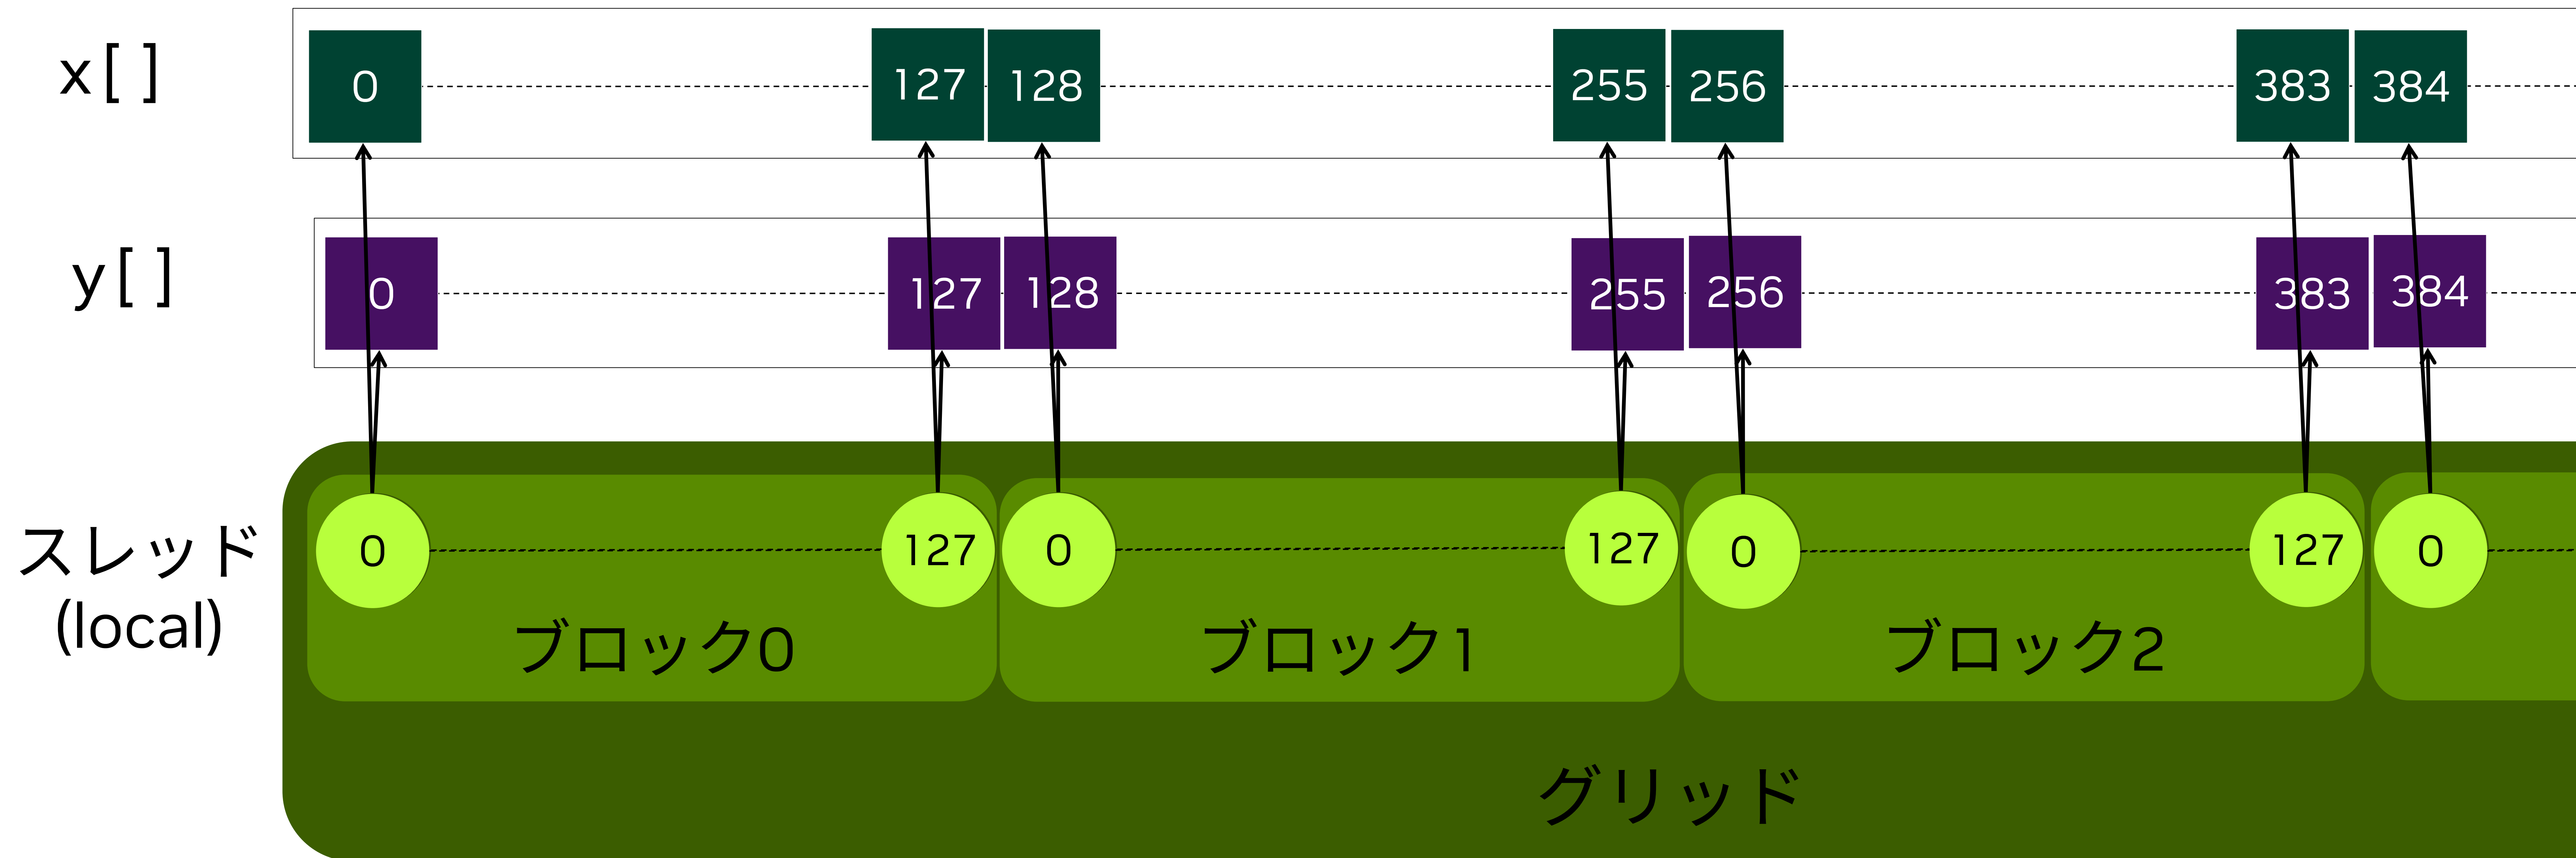 x[ ] 0 127 128 255 256 383 384
y[ ] 0 127 128 255 256 383 384
スレッド
(local)
0 127 0 127 0 127 0
ブロック0 ブロック1 ブロック2
グリッド